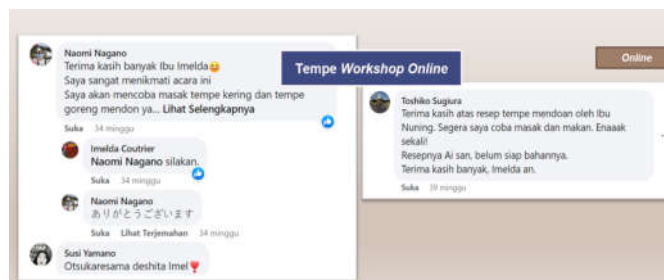 Naomi Nagano
Terima kasih banyak Ibu Imelda😄
Saya sangat menikmati acara ini
Saya akan mencoba masak tempe kering dan tempe
goreng mendon ya... Lihat Selengkapnya
Suka 34 minggu
Imelda Coutrier
Naomi Nagano silakan.
Suka 34 minggu
Naomi Nagano
ありがとうございます
Suka Lihat Terjemahan 34 minggu
Susi Yamano
Otsukaresama deshita Imel❣️
Tempe Workshop Online
Online
Toshiko Sugiura
Terima kasih atas resep tempe mendoan oleh Ibu
Nuning. Segera saya coba masak dan makan. Enaaak
sekali!
Resepnya Ai san, belum siap bahannya.
Terima kasih banyak, Imelda an.
Suka 39 minggu